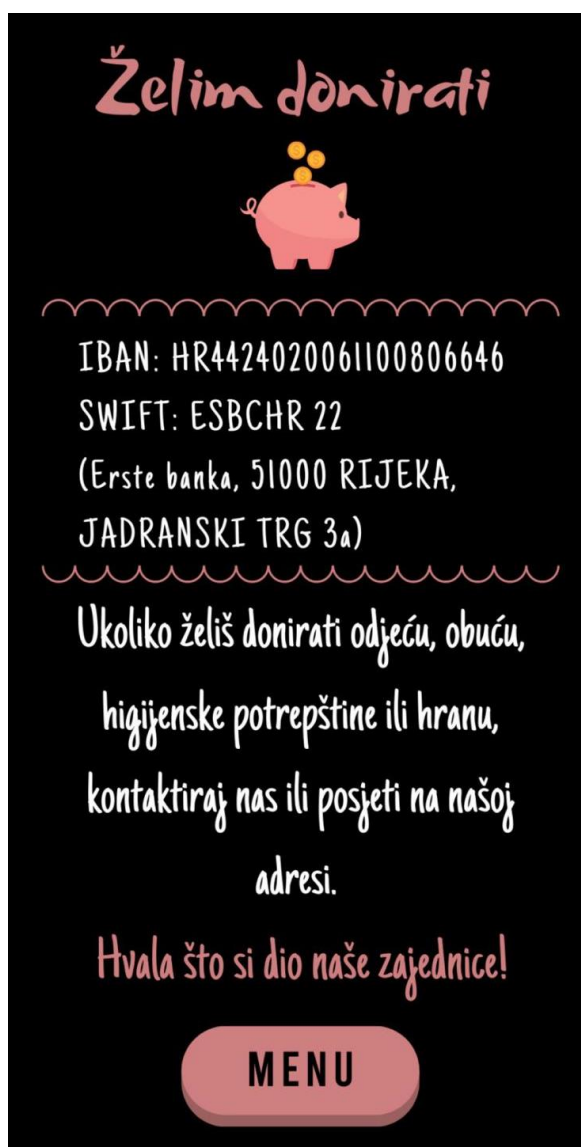 Želim donirati
IBAN: HR4424020061100806646
SWIFT: ESBCHR 22
(Erste banka, 51000 RIJEKA,
JADRANSKI TRG 3a)
Ukoliko želiš donirati odjeću, obuću,
higijenske potrepštine ili hranu,
kontaktiraj nas ili posjeti na našoj
adresi.
Hvala što si dio naše zajednice!
MENU